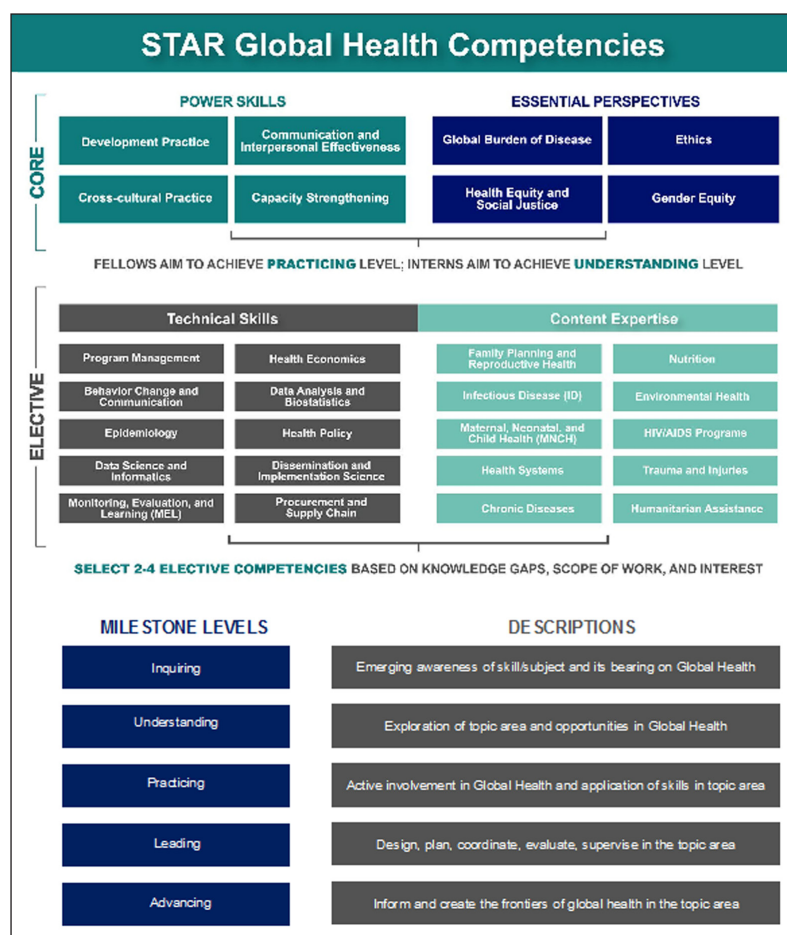 STAR Global Health Competencies
CORE
POWER SKILLS
Development Practice
Communication and
Interpersonal Effectiveness
Cross-cultural Practice
Capacity Strengthening
ESSENTIAL PERSPECTIVES
Global Burden of Disease
Ethics
Health Equity and
Social Justice
Gender Equity
FELLOWS AIM TO ACHIEVE PRACTICING LEVEL; INTERNS AIM TO ACHIEVE UNDERSTANDING LEVEL
ELECTIVE
Technical Skills
Program Management
Health Economics
Behavior Change and
Communication
Data Analysis and
Biostatistics
Epidemiology
Health Policy
Data Science and
Informatics
Dissemination and
Implementation Science
Monitoring, Evaluation, and
Learning (MEL)
Procurement and
Supply Chain
Content Expertise
Family Planning and
Reproductive Health
Nutrition
Infectious Disease (ID)
Environmental Health
Maternal, Neonatal, and
Child Health (MNCH)
HIV/AIDS Programs
Health Systems
Trauma and Injuries
Chronic Diseases
Humanitarian Assistance
SELECT 2-4 ELECTIVE COMPETENCIES BASED ON KNOWLEDGE GAPS, SCOPE OF WORK, AND INTEREST
MILESTONE LEVELS
DESCRIPTIONS
Inquiring
Emerging awareness of skill/subject and its bearing on Global Health
Understanding
Exploration of topic area and opportunities in Global Health
Practicing
Active involvement in Global Health and application of skills in topic area
Leading
Design, plan, coordinate, evaluate, supervise in the topic area
Advancing
Inform and create the frontiers of global health in the topic area